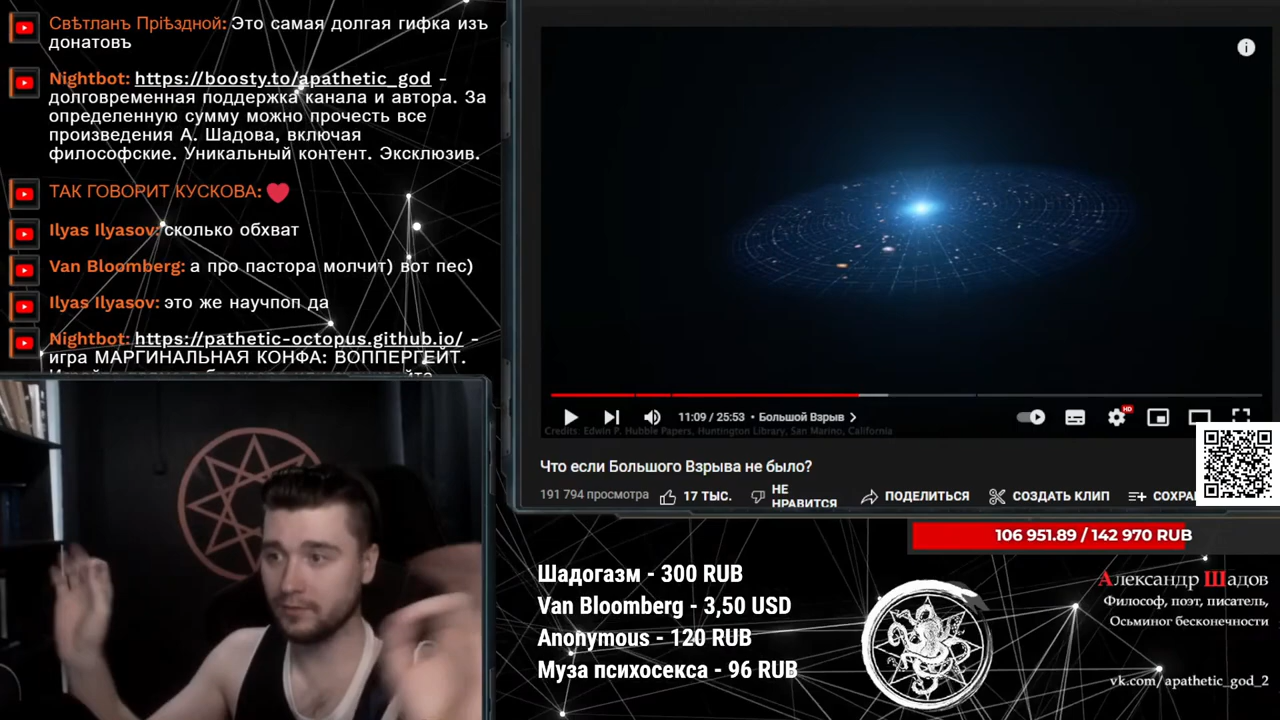 Свѣтланъ Пріѣздной: Это самая долгая гифка изъ
донатовъ
Nightbot: https://boosty.to/apathetic_god -
долговременная поддержка канала и автора. За
определенную сумму можно прочесть все
произведения А. Шадова, включая
философские. Уникальный контент. Эксклюзив.
ТАК ГОВОРИТ КУСКОВА:
Ilyas Ilyasov: сколько обхват
Van Bloomberg: а про пастора молчит) вот пес)
Ilyas Ilyasov: это же научпоп да
Nightbot: https://pathetic-octopus.github.io/ -
игра МАРГИНАЛЬНАЯ КОНФА: ВОППЕРГЕЙТ.
11:09 / 25:53 • Большой Взрыв
HD
Credits: Edwin P. Hubble Papers, Huntington Library, San Marino, California
Что если Большого Взрыва не было?
191 794 просмотра
17 ТЫС.
НЕ
НРАВИТСЯ
ПОДЕЛИТЬСЯ
СОЗДАТЬ КЛИП
106 951.89 / 142 970 RUB
Шадогазм - 300 RUB
Van Bloomberg - 3,50 USD
Anonymous - 120 RUB
Муза психосекса - 96 RUB
Александр Шадов
Философ, поэт, писатель,
Осьминог бесконечности
vk.com/apathetic_god_2